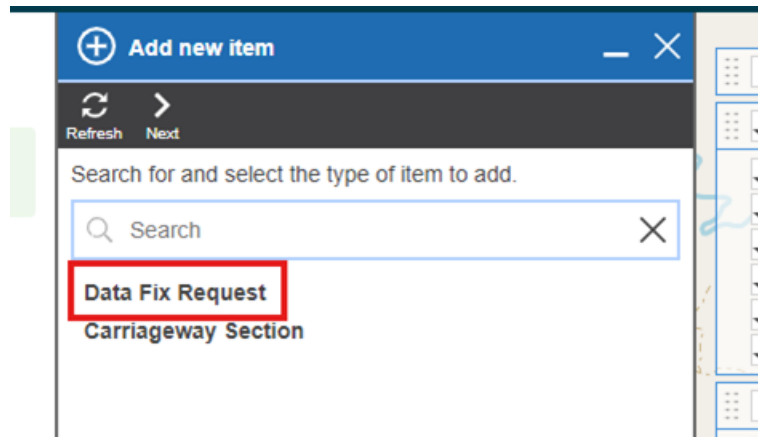 Add new item
Refresh Next
Search for and select the type of item to add.
Search
Data Fix Request
Carriageway Section